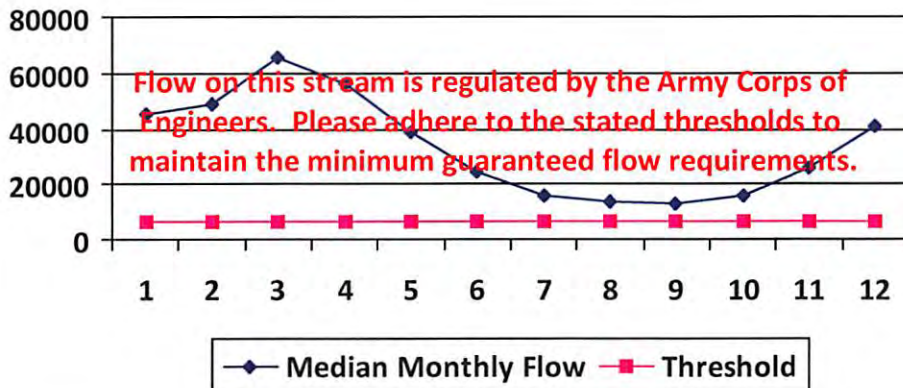 80000
60000
40000
20000
0
Flow on this stream is regulated by the Army Corps of
Engineers. Please adhere to the stated thresholds to
maintain the minimum guaranteed flow requirements.
1 2 3 4 5 6 7 8 9 10 11 12
Median Monthly Flow Threshold